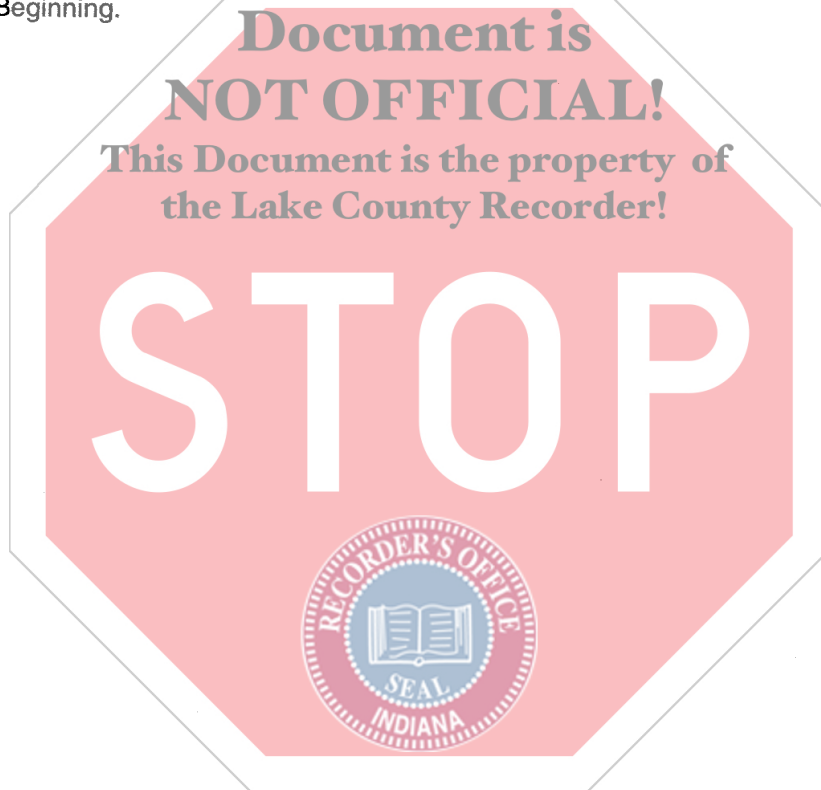 Beginning.
Document is
NOT OFFICIAL!
This Document is the property of
the Lake County Recorder!
STOP
RECORDER'S OFFICE
SEAL
INDIANA